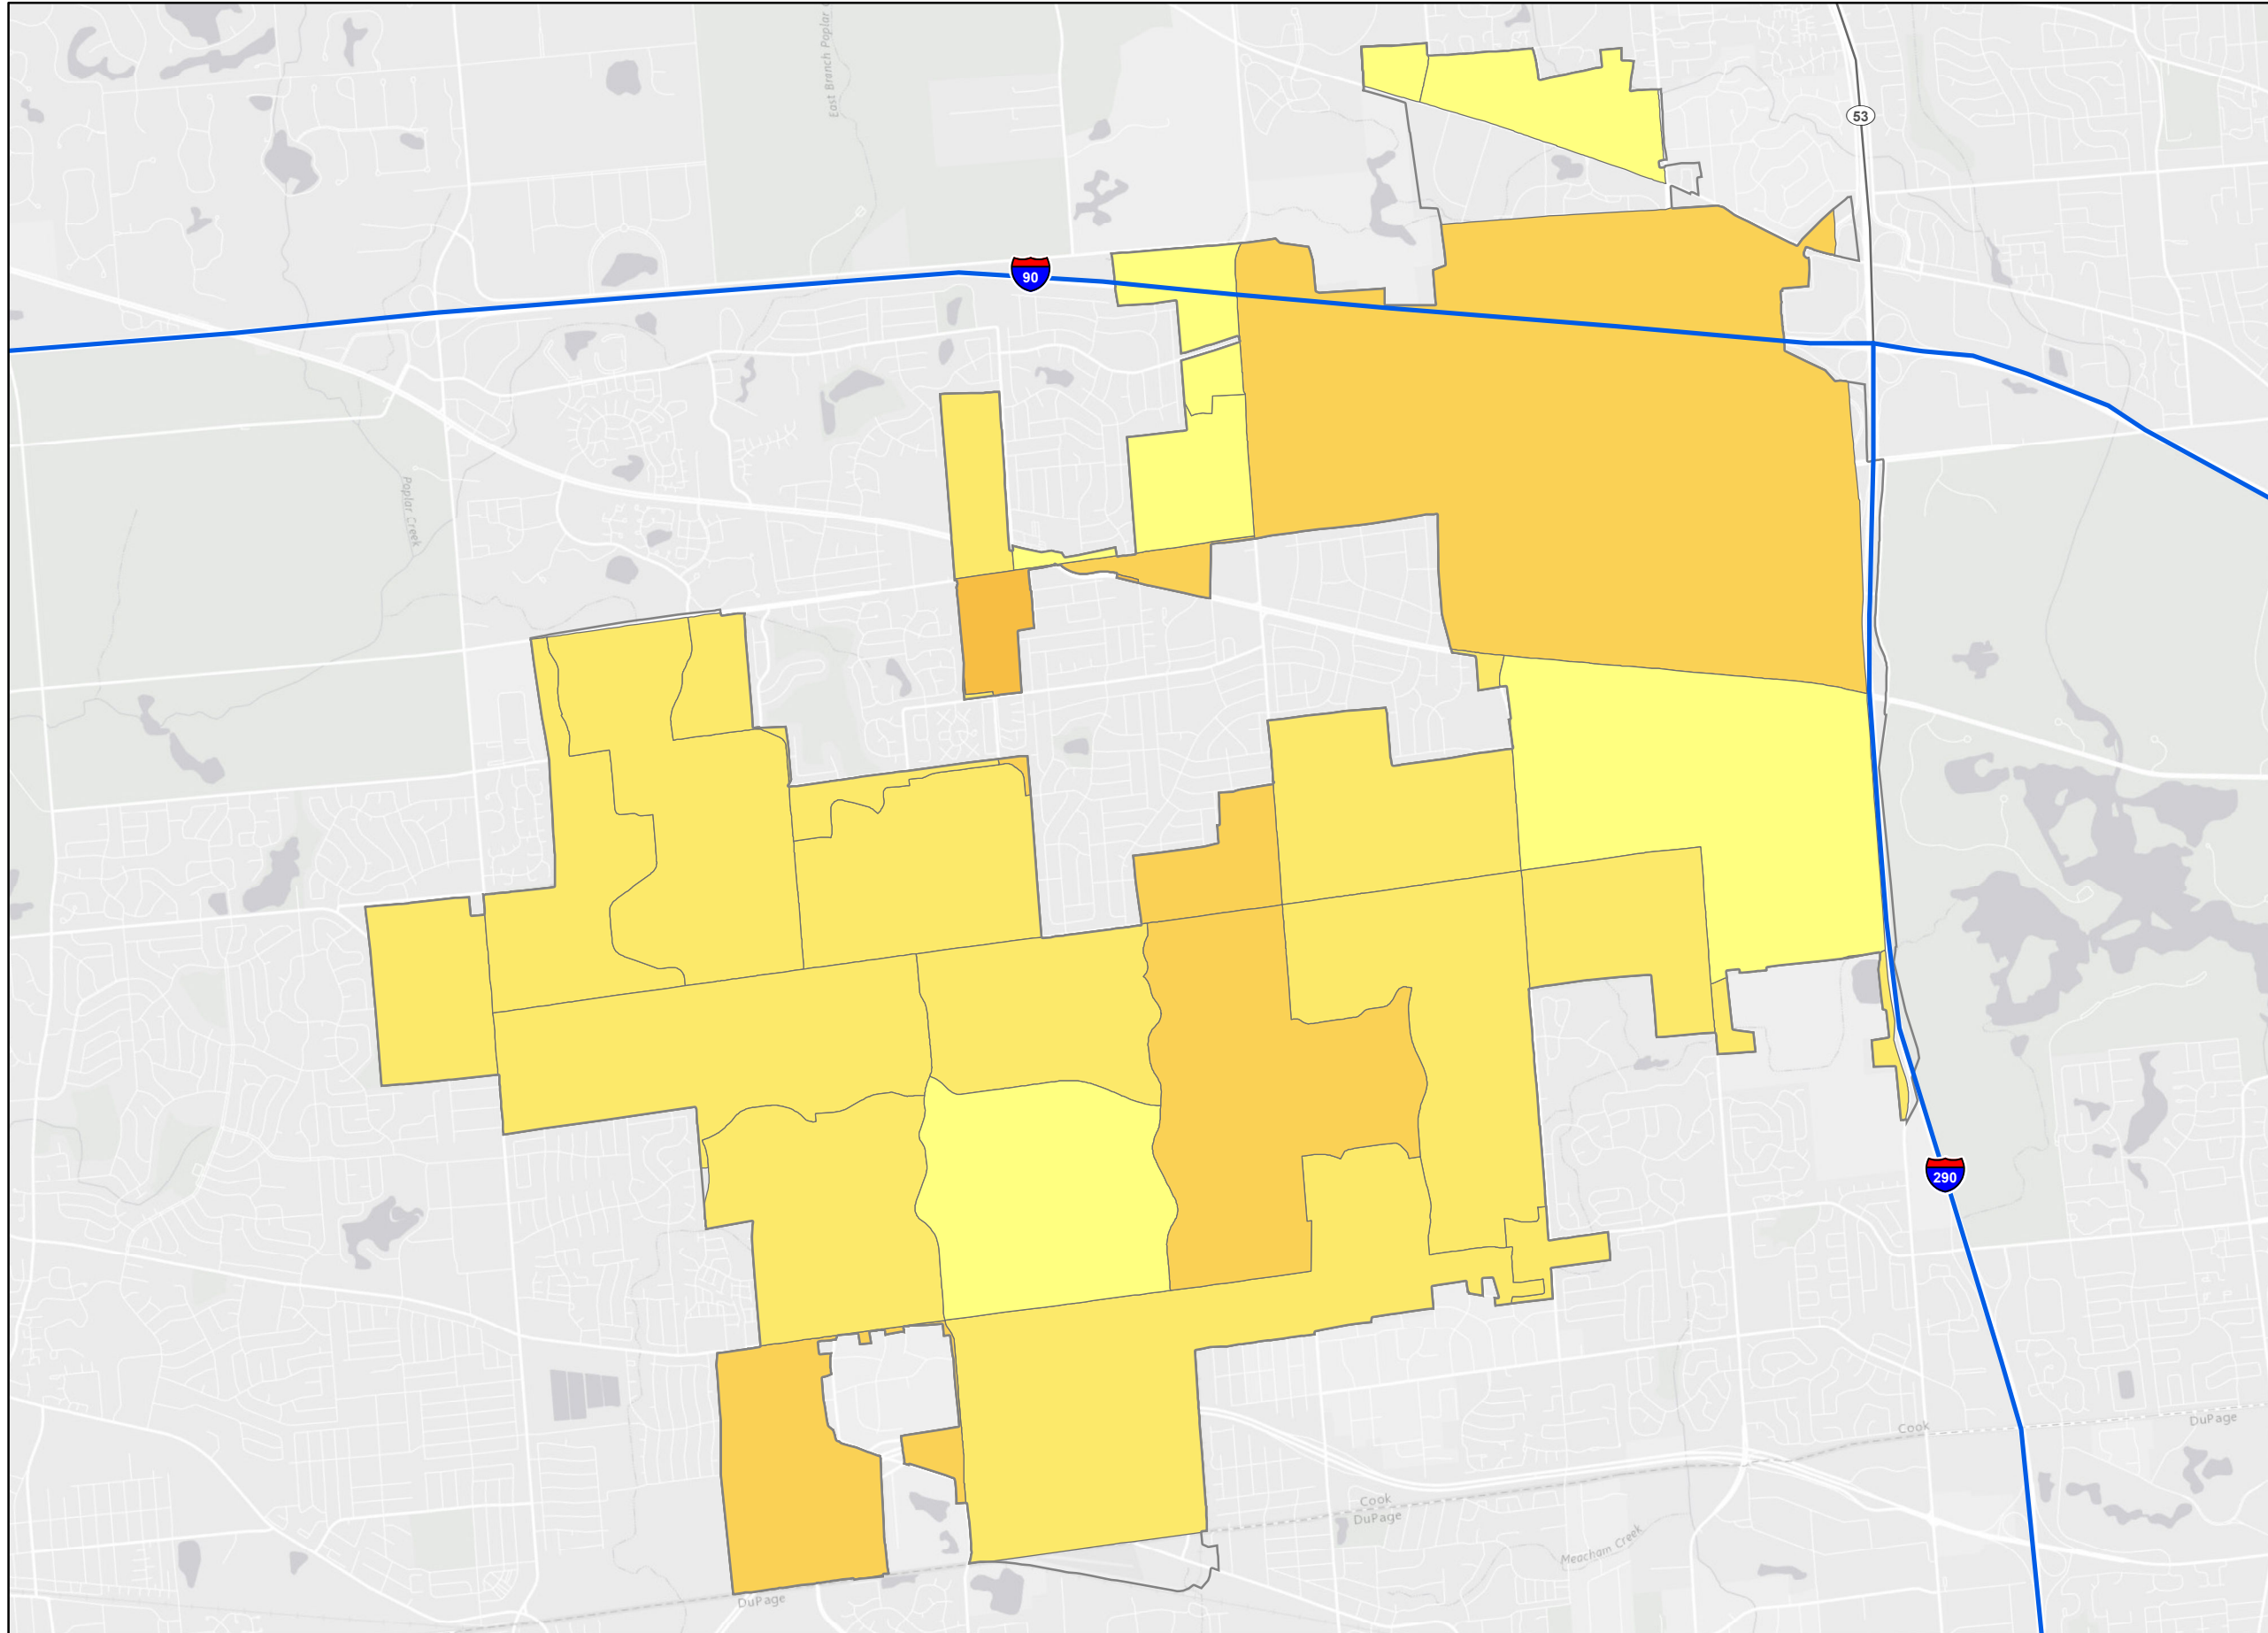 East Branch Poplar
53
90
Poplar Creek
290
Cook
DuPage
Cook
DuPage
Meacham Creek
DuPage